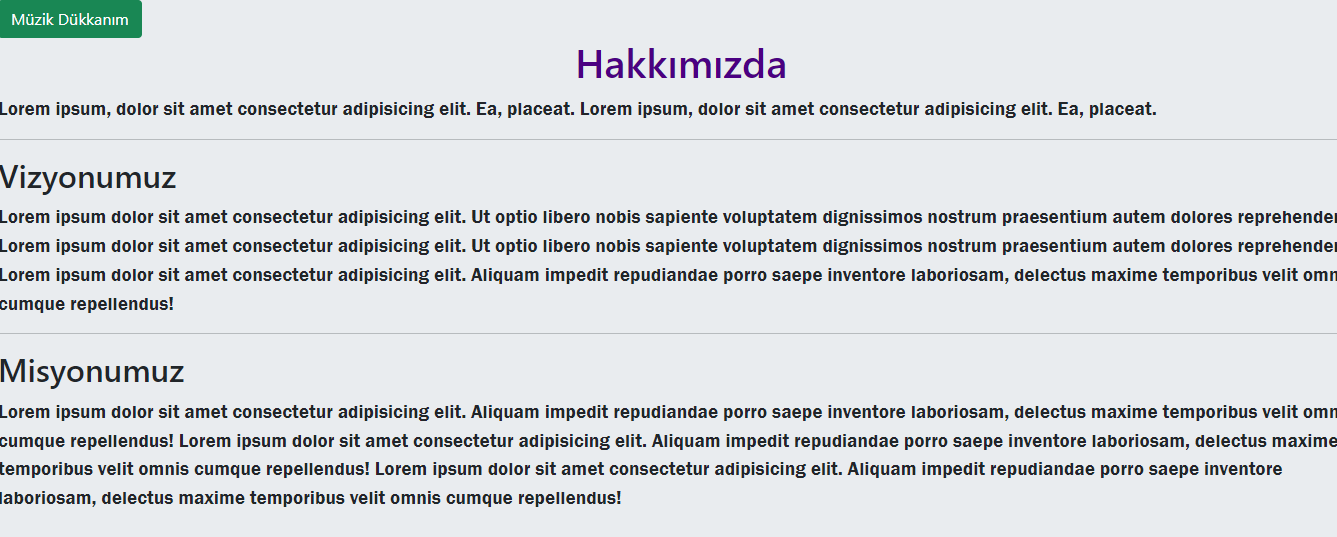 Müzik Dükkanım
Hakkımızda
Lorem ipsum, dolor sit amet consectetur adipisicing elit. Ea, placeat. Lorem ipsum, dolor sit amet consectetur adipisicing elit. Ea, placeat.
Vizyonumuz
Lorem ipsum dolor sit amet consectetur adipisicing elit. Ut optio libero nobis sapiente voluptatem dignissimos nostrum praesentium autem dolores
Lorem ipsum dolor sit amet consectetur adipisicing elit. Ut optio libero nobis sapiente voluptatem dignissimos nostrum praesentium autem dolores
Lorem ipsum dolor sit amet consectetur adipisicing elit. Aliquam impedit repudiandae porro saepe inventore laboriosam, delectus maxime temporibus velit
cumque repellendus!
Misyonumuz
Lorem ipsum dolor sit amet consectetur adipisicing elit. Aliquam impedit repudiandae porro saepe inventore laboriosam, delectus maxime temporibus velit
cumque repellendus! Lorem ipsum dolor sit amet consectetur adipisicing elit. Aliquam impedit repudiandae porro saepe inventore laboriosam, delectus maxime
temporibus velit omnis cumque repellendus! Lorem ipsum dolor sit amet consectetur adipisicing elit. Aliquam impedit repudiandae porro saepe inventore
laboriosam, delectus maxime temporibus velit omnis cumque repellendus!